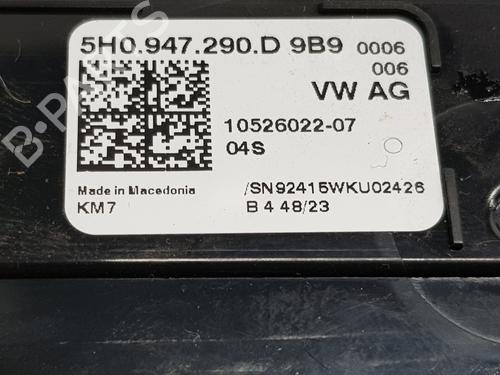 5H0.947.290.D 9B9 0006
006
VW AG
10526022-07
04S
Made in Macedonia
/SN92415WKU02426
KM7
B 4 48/23
B-PARTS